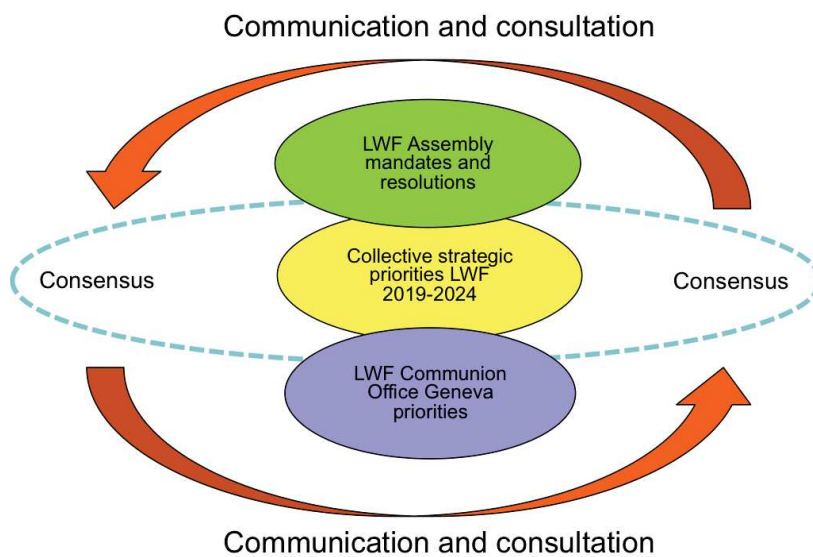 Communication and consultation
LWF Assembly
mandates and
resolutions
Consensus
Collective strategic
priorities LWF
2019-2024
Consensus
LWF Communion
Office Geneva
priorities
Communication and consultation